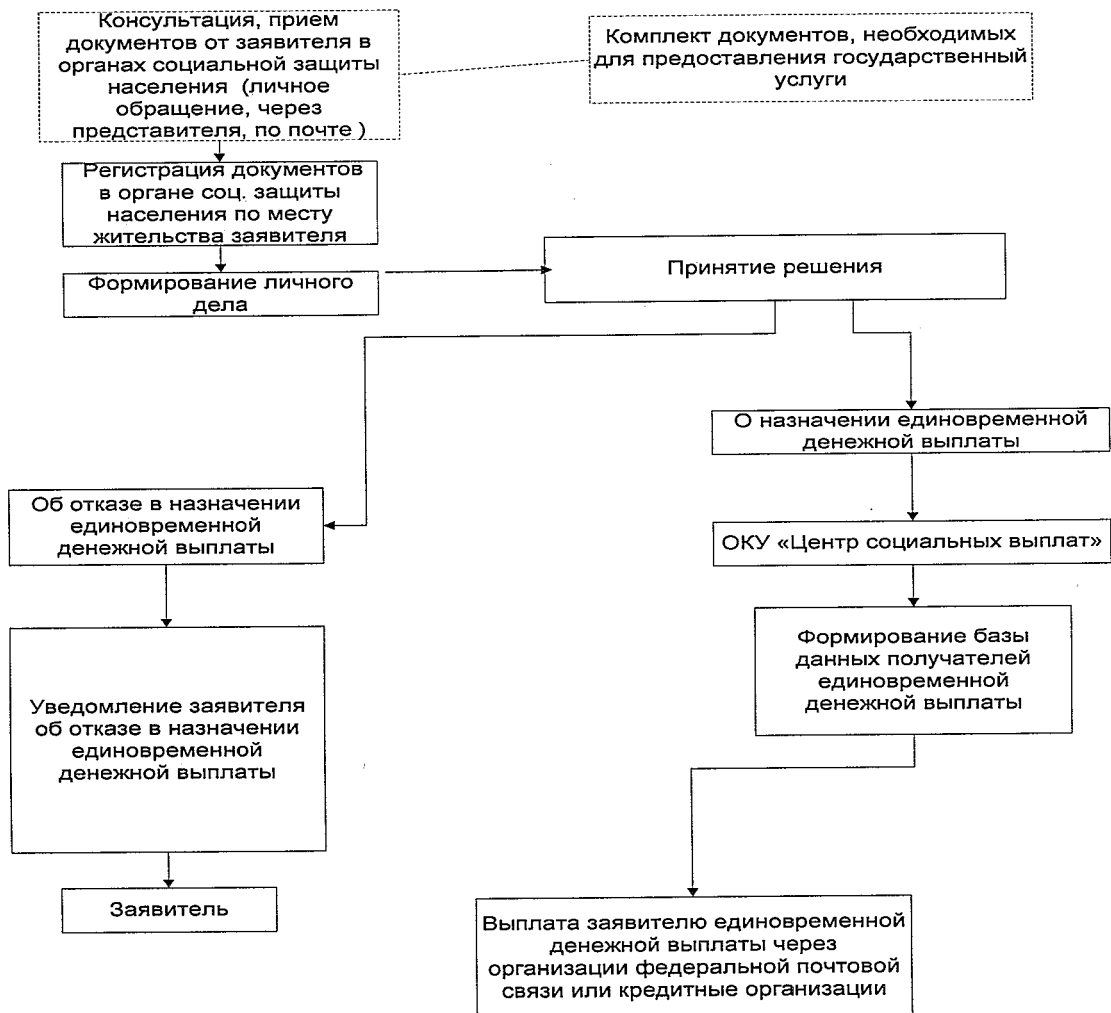 Консультация, прием
документов от заявителя в
органах социальной защиты
населения (личное
обращение, через
представителя, по почте )
Комплект документов, необходимых
для предоставления государственный
услуги
Регистрация документов
в органе соц. защиты
населения по месту
жительства заявителя
Формирование личного
дела
Принятие решения
О назначении единовременной
денежной выплаты
Об отказе в назначении
единовременной
денежной выплаты
ОКУ «Центр социальных выплат»
Формирование базы
данных получателей
единовременной
денежной выплаты
Уведомление заявителя
об отказе в назначении
единовременной
денежной выплаты
Заявитель
Выплата заявителю единовременной
денежной выплаты через
организации федеральной почтовой
связи или кредитные организации